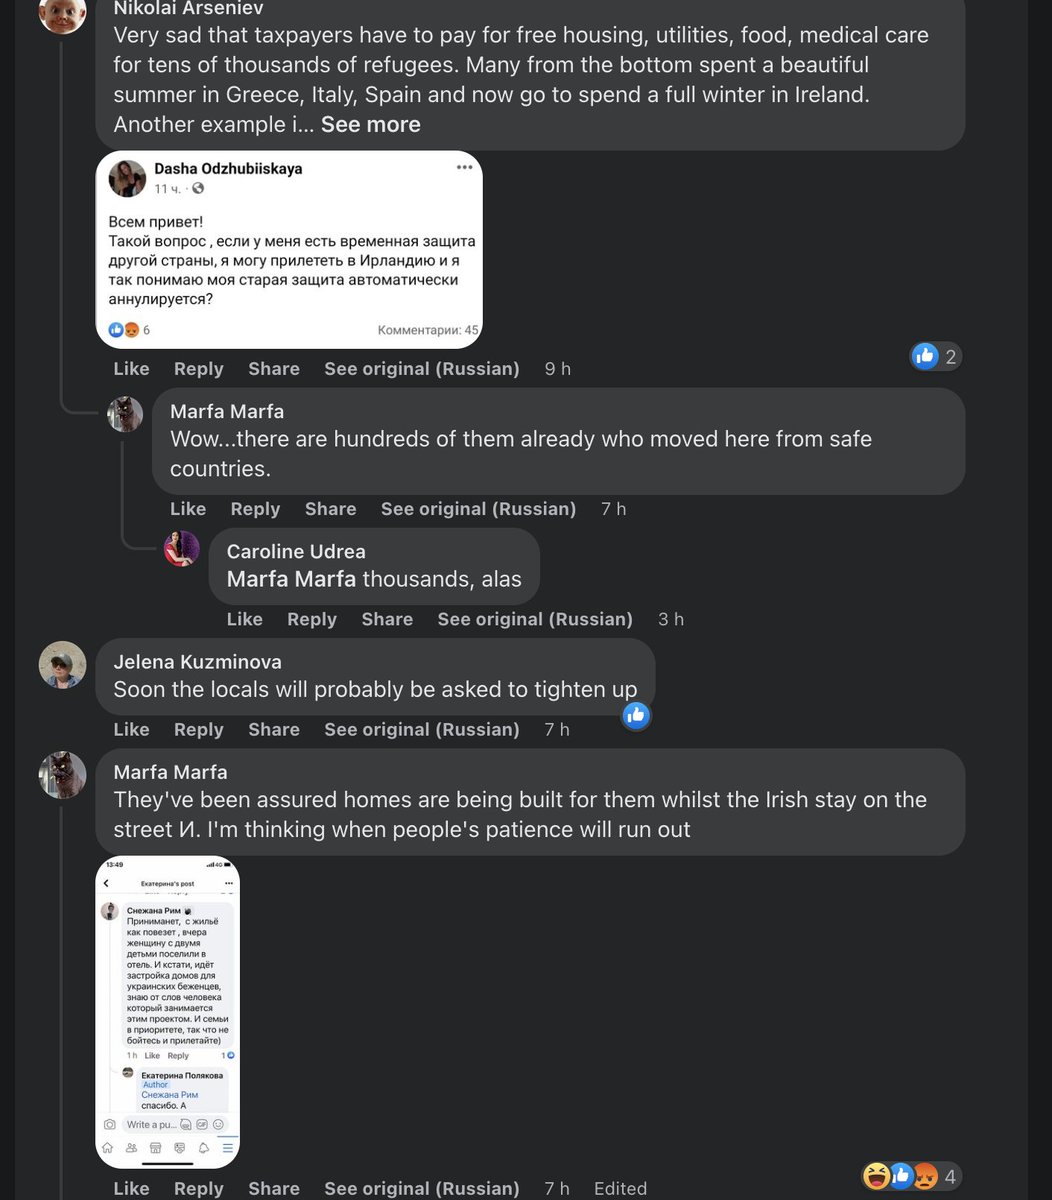 Nikolai Arseniev
Very sad that taxpayers have to pay for free housing, utilities, food, medical care
for tens of thousands of refugees. Many from the bottom spent a beautiful
summer in Greece, Italy, Spain and now go to spend a full winter in Ireland.
Another example i... See more
Dasha Odzhubiiskaya
11 ч. ·
Всем привет!
Такой вопрос , если у меня есть временная защита
другой страны, я могу прилететь в Ирландию и я
так понимаю моя старая защита автоматически
аннулируется?
6
Комментарии: 45
Like Reply Share See original (Russian) 9 h
2
Marfa Marfa
Wow...there are hundreds of them already who moved here from safe
countries.
Like Reply Share See original (Russian) 7 h
Caroline Udrea
Marfa Marfa thousands, alas
Like Reply Share See original (Russian) 3 h
Jelena Kuzminova
Soon the locals will probably be asked to tighten up
Like Reply Share See original (Russian) 7 h
Marfa Marfa
They've been assured homes are being built for them whilst the Irish stay on the
street И. I'm thinking when people's patience will run out
13:49
4G
Екатерина's post
Снежана Рим
Приниманет, с жильё
как повезет , вчера
женщину с двумя
детьми поселили в
отель. И кстати, идёт
застройка домов для
украинских беженцев,
знаю от слов человека
который занимается
этим проектом. И семьи
в приоритете, так что не
бойтесь и прилетайте)
1 h Like Reply 1
Екатерина Полякова
Author
Снежана Рим
спасибо. А
Write a pu...
GIF
Like Reply Share See original (Russian) 7 h Edited
4